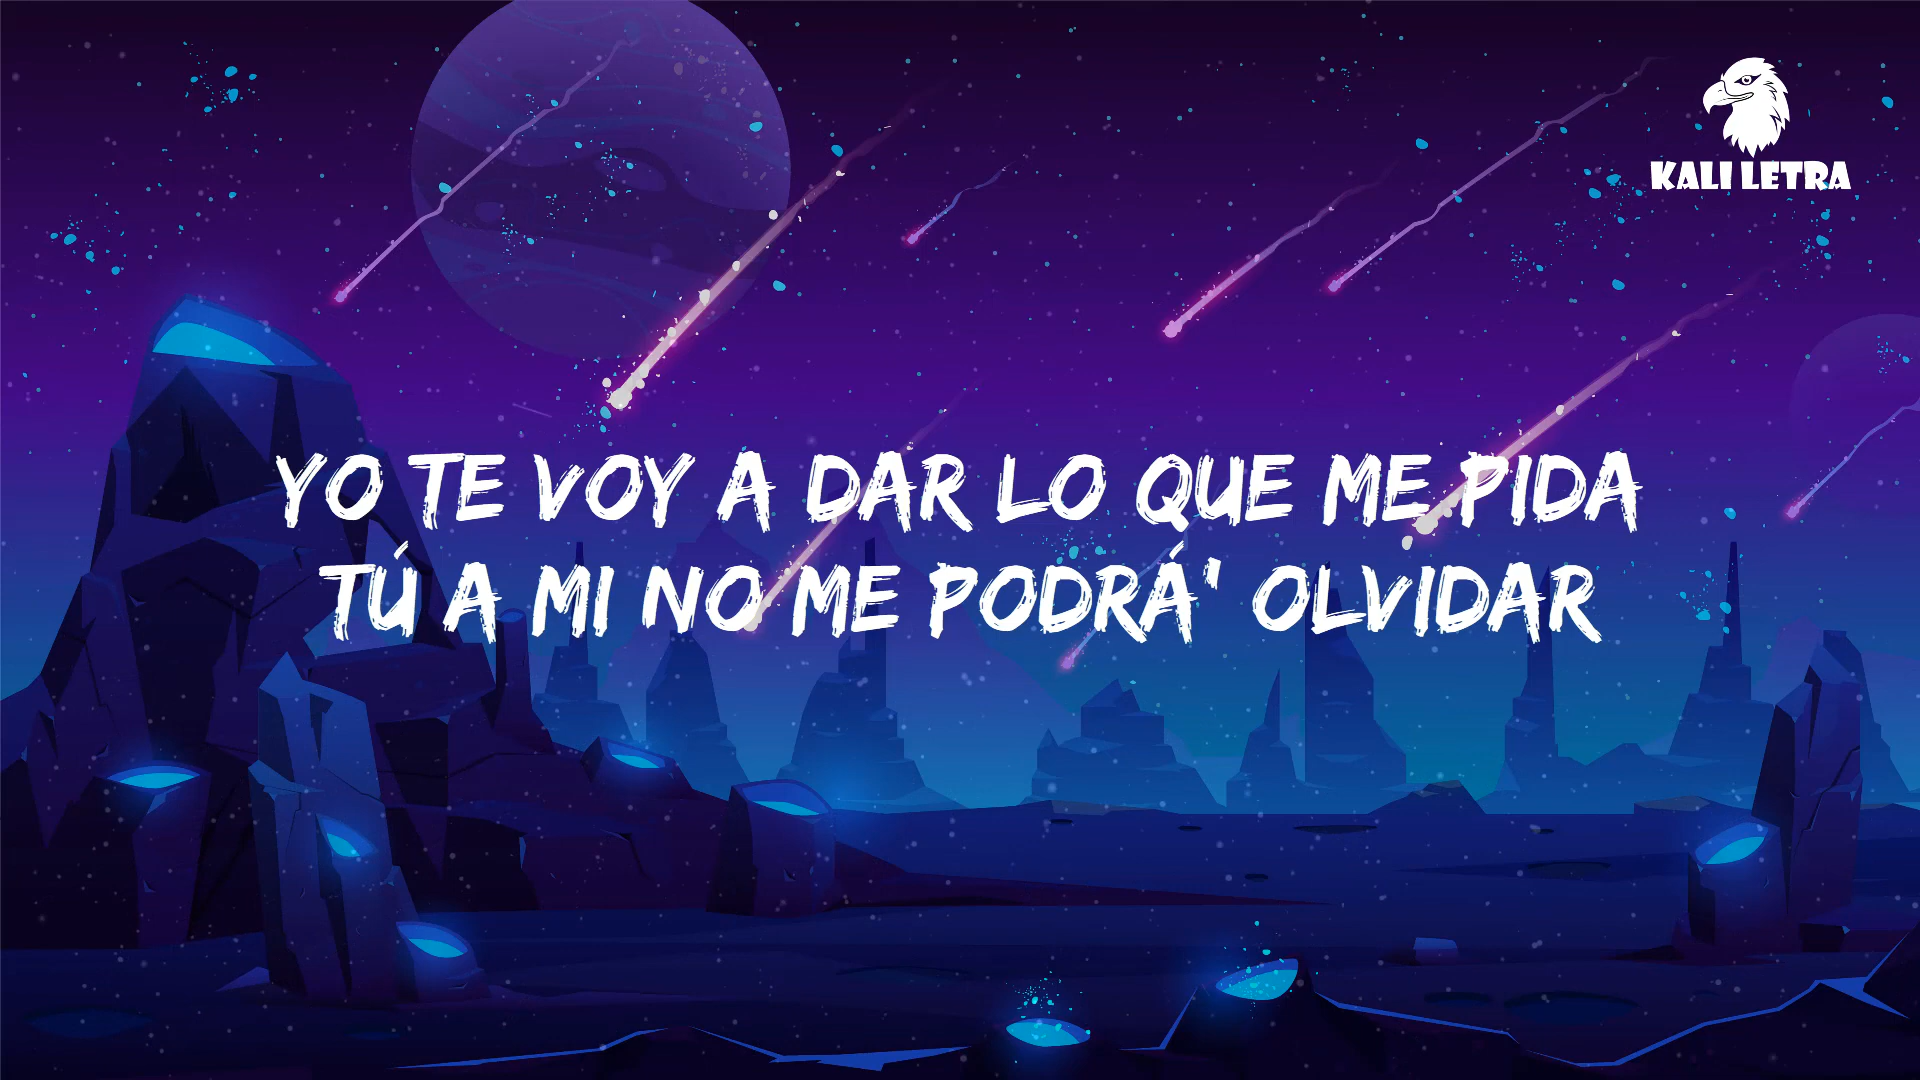 KALI LETRA
YO TE VOY A DAR LO QUE ME PIDA
TÚ A MI NO ME PODRÁ' OLVIDAR